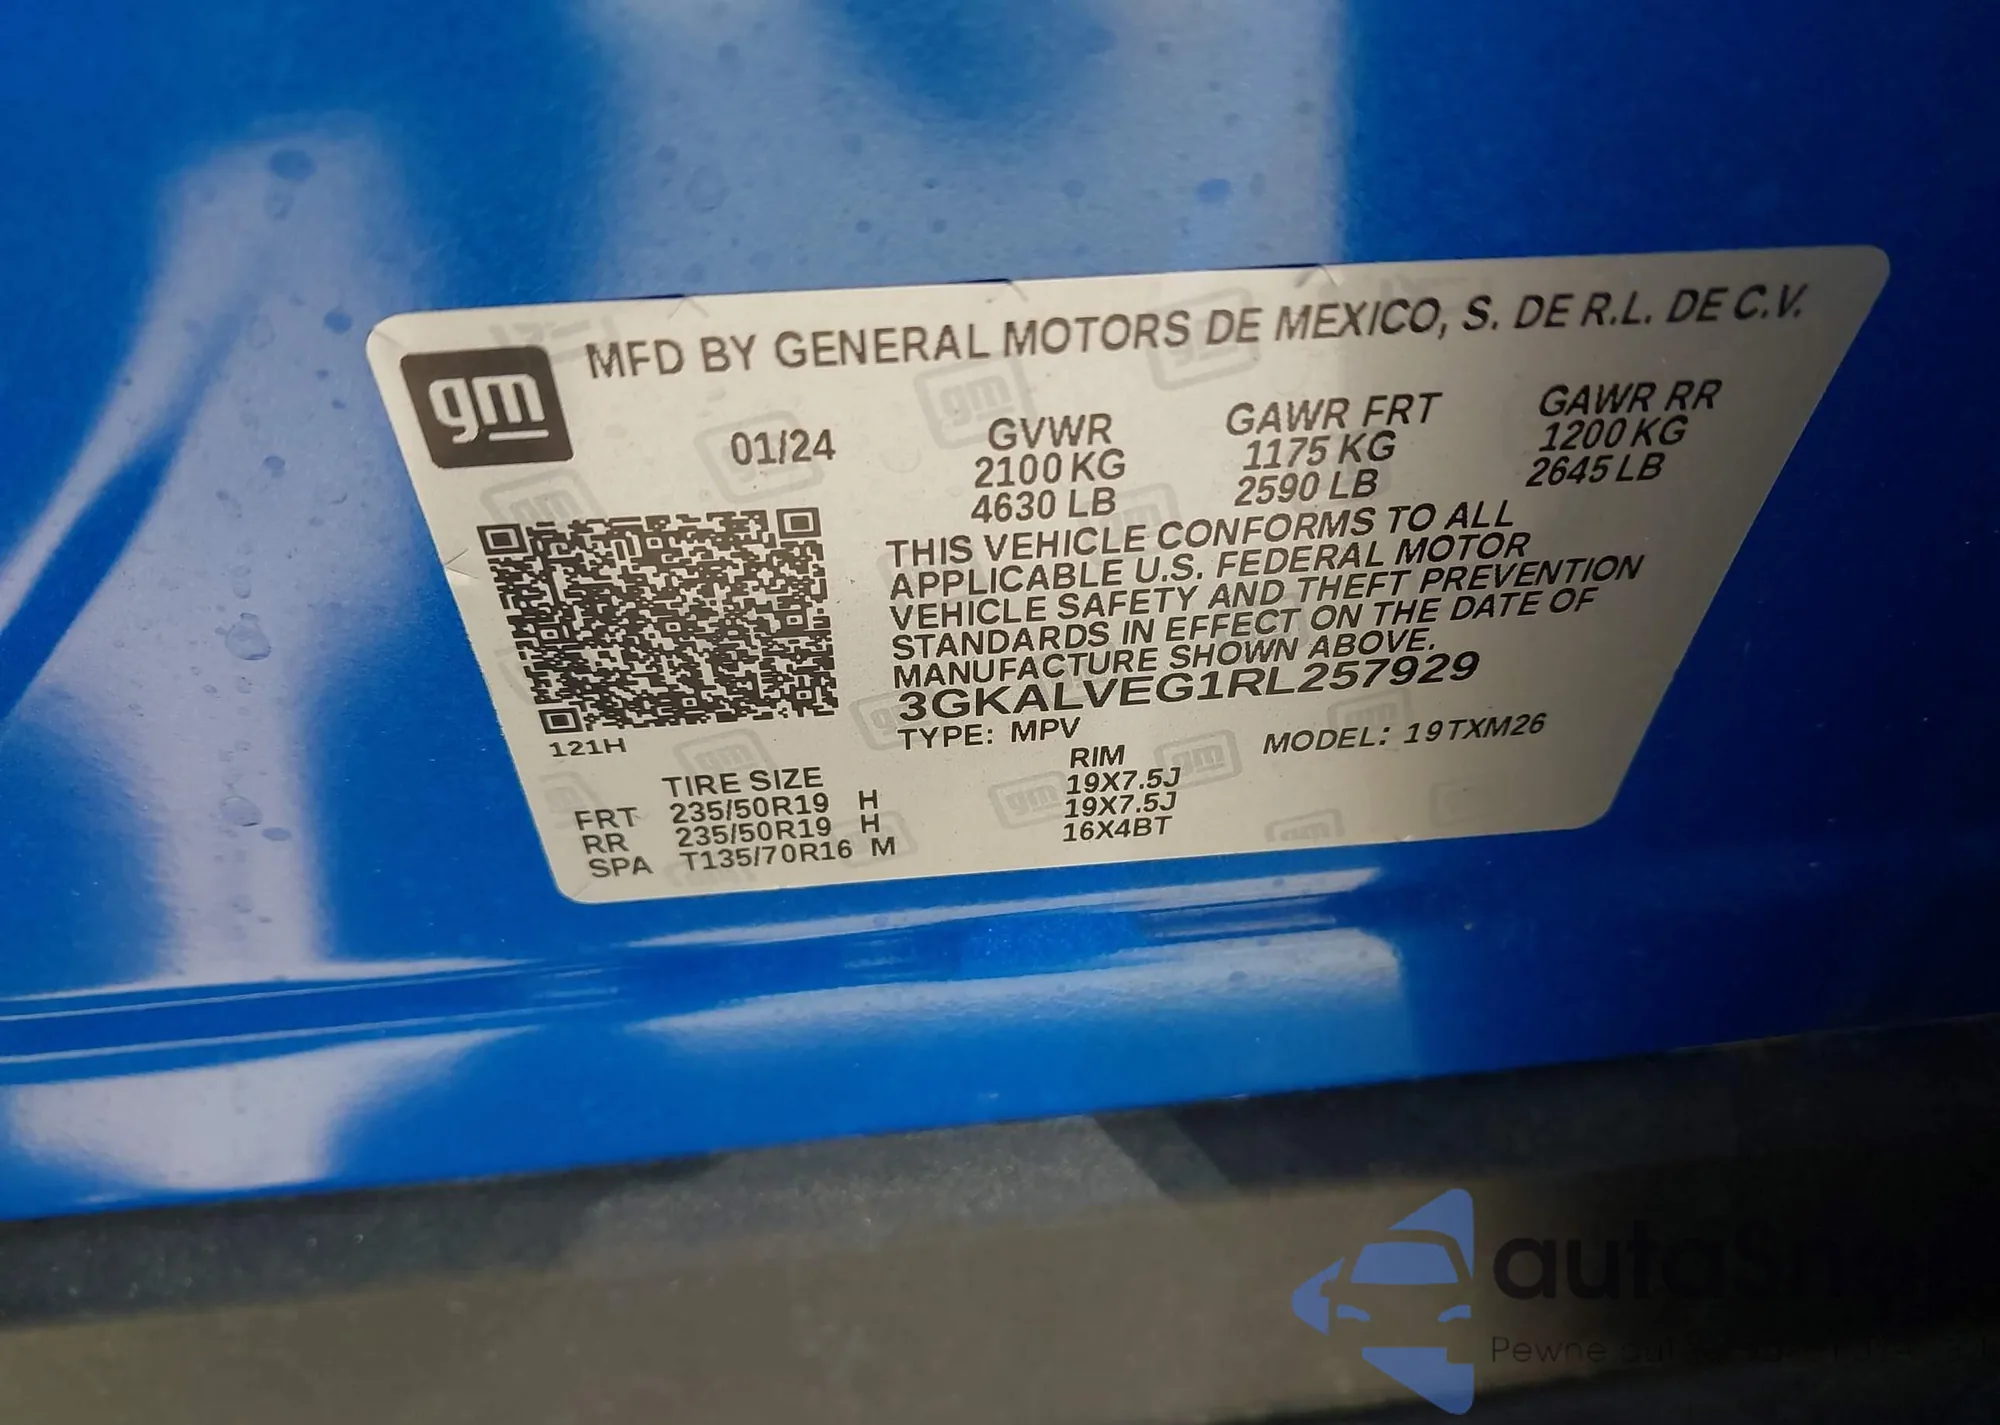 gm
MFD BY GENERAL MOTORS DE MEXICO, S. DE R.L. DE C.V.
01/24
GVWR
2100 KG
4630 LB
GAWR FRT
1175 KG
2590 LB
GAWR RR
1200 KG
2645 LB
THIS VEHICLE CONFORMS TO ALL
APPLICABLE U.S. FEDERAL MOTOR
VEHICLE SAFETY AND THEFT PREVENTION
STANDARDS IN EFFECT ON THE DATE OF
MANUFACTURE SHOWN ABOVE.
3GKALVEG1RL257929
TYPE: MPV
MODEL: 19TXM26
121H
TIRE SIZE RIM
FRT 235/50R19 H 19X7.5J
RR 235/50R19 H 19X7.5J
SPA T135/70R16 M 16X4BT
Pewne